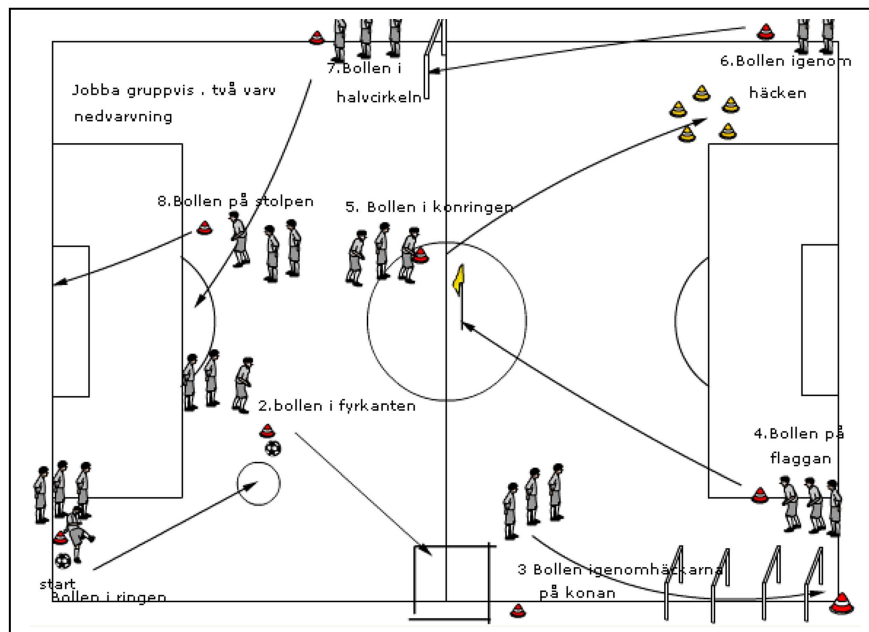 7.Bollen i
halvcirkeln
6.Bollen igenom
häcken
Jobba gruppvis . två varv
nedvarvning
8.Bollen på stolpen
5. Bollen i konringen
2.bollen i fyrkanten
4.Bollen på
flaggan
3 Bollen igenomhäckarna
på konan
start
Bollen i ringen